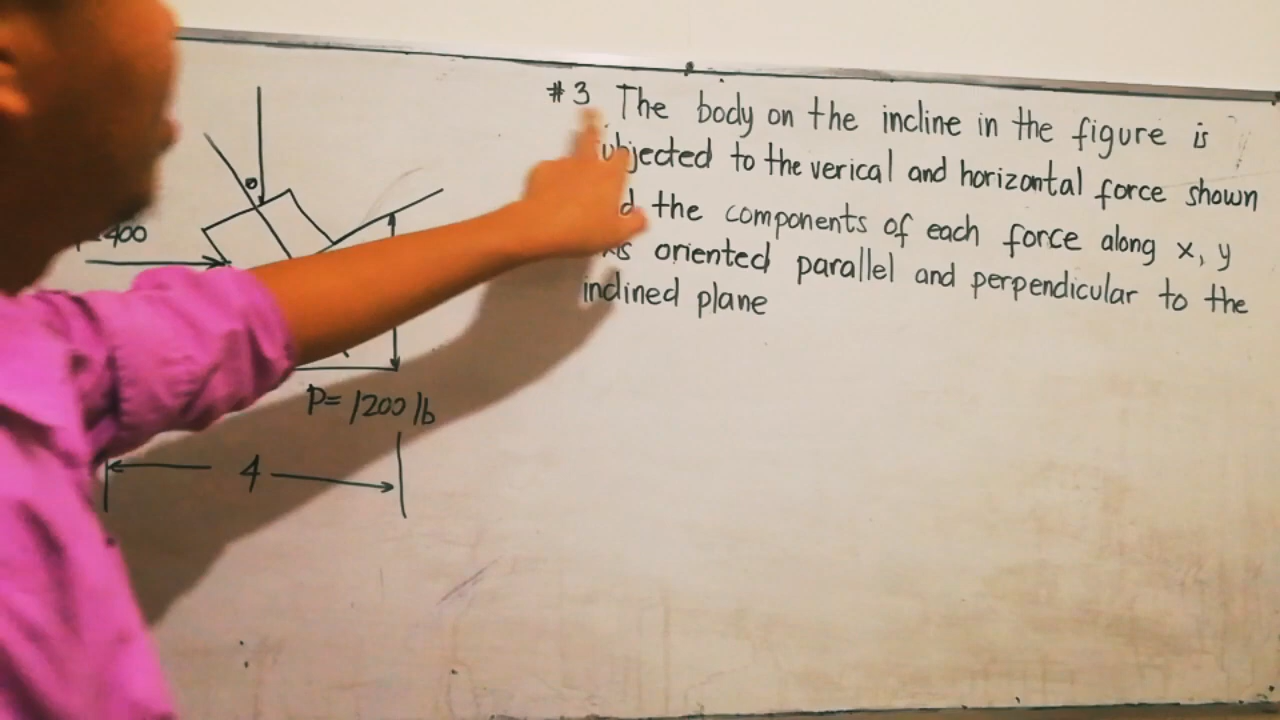 #3 The body on the incline in the figure is
ubjected to the verical and horizontal force shown
d the components of each force along x, y
is oriented parallel and perpendicular to the
inclined plane
400
θ
P= 1200 lb
4